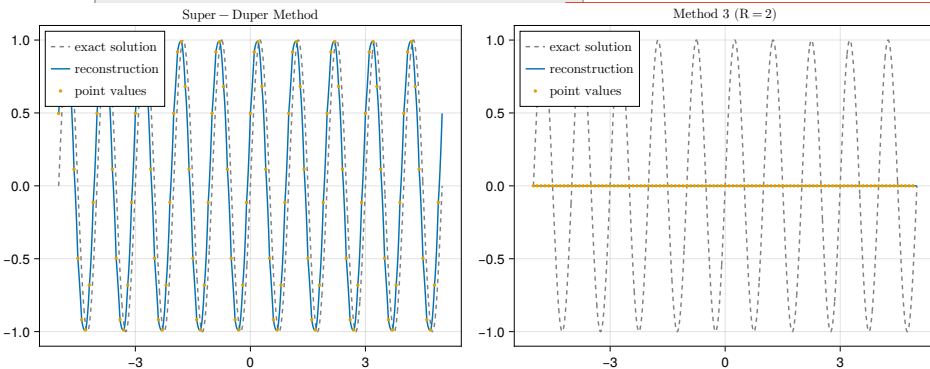 Super − Duper Method
exact solution
reconstruction
point values
1.0
0.5
0.0
−0.5
−1.0
−3
0
3
Method 3 (R = 2)
exact solution
reconstruction
point values
1.0
0.5
0.0
−0.5
−1.0
−3
0
3